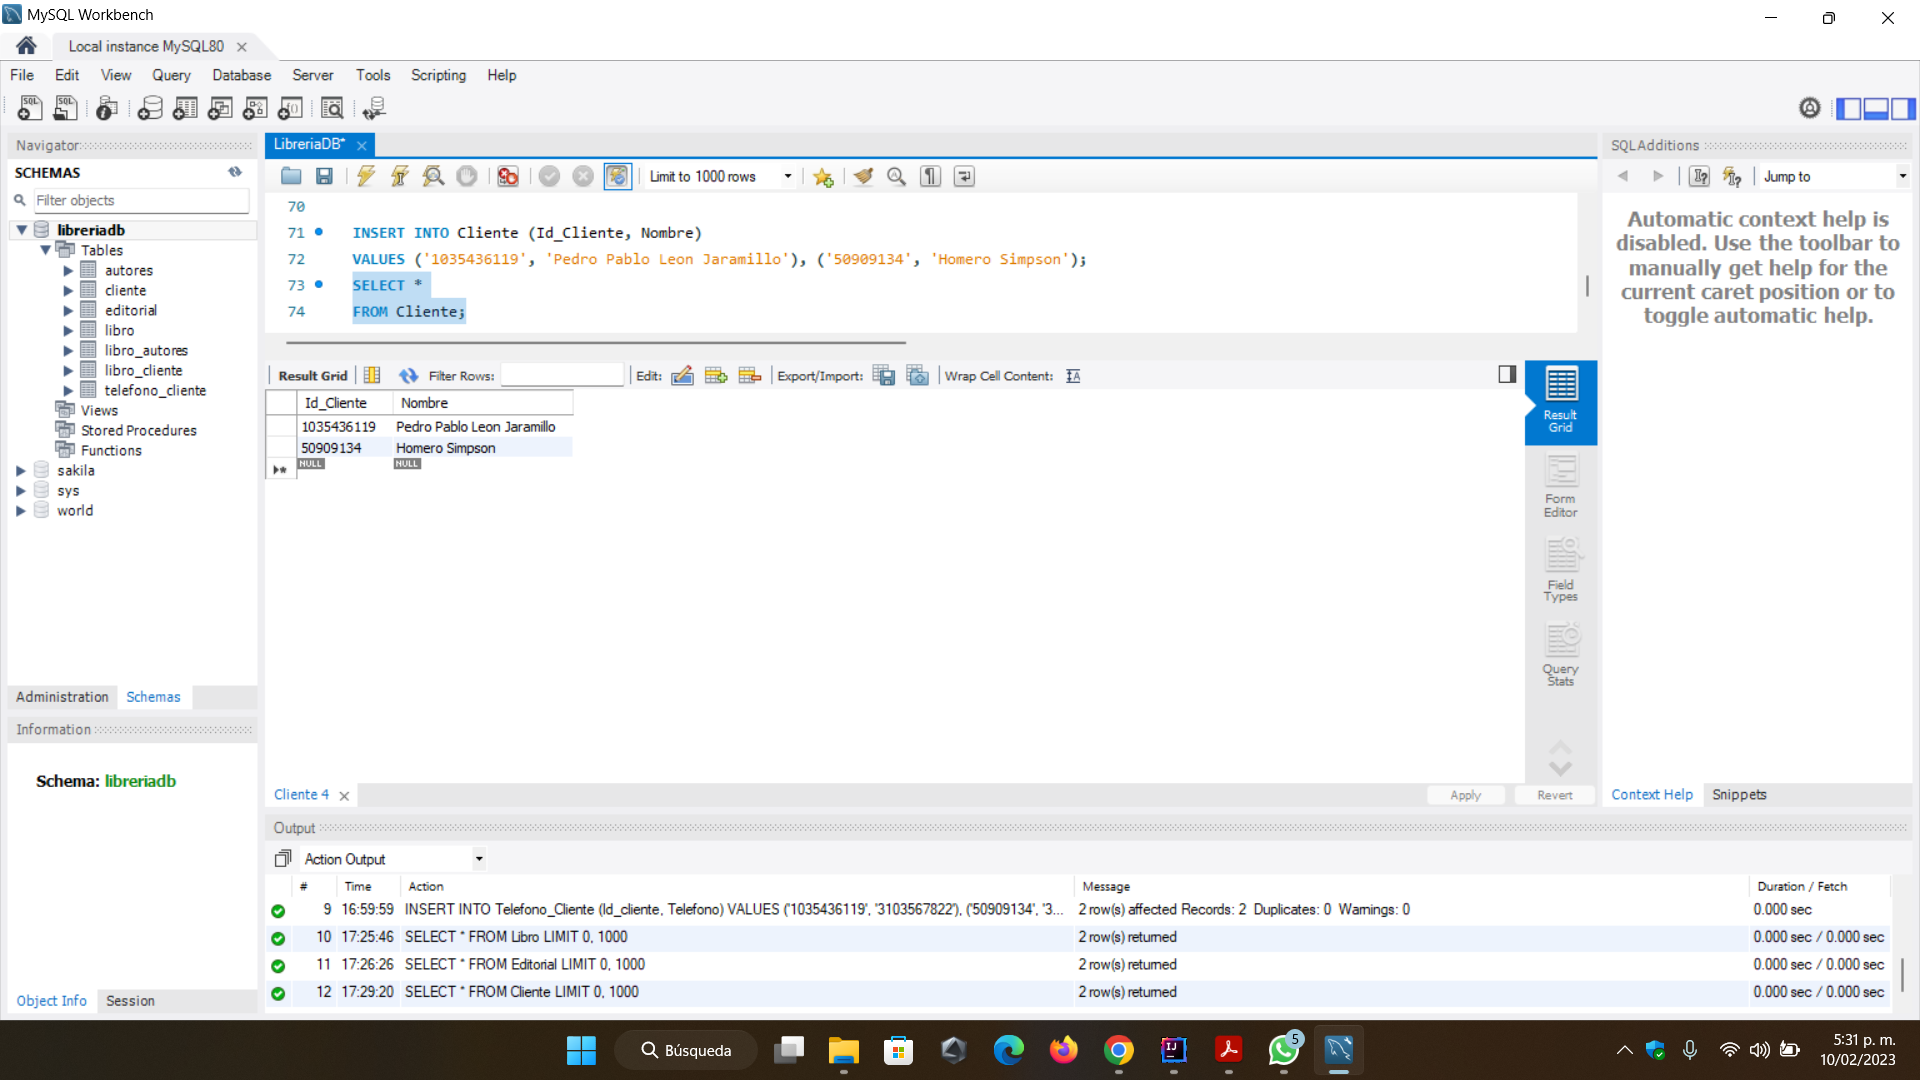 MySQL Workbench
Local instance MySQL80
File Edit View Query Database Server Tools Scripting Help
Navigator
SCHEMAS
Filter objects
libreriadb
Tables
autores
cliente
editorial
libro
libro_autores
libro_cliente
telefono_cliente
Views
Stored Procedures
Functions
sakila
sys
world
Administration Schemas
Information
Schema: libreriadb
Object Info Session
LibreriaDB*
Limit to 1000 rows
70
71 INSERT INTO Cliente (Id_Cliente, Nombre)
72 VALUES ('1035436119', 'Pedro Pablo Leon Jaramillo'), ('50909134', 'Homero Simpson');
73 SELECT *
74 FROM Cliente;
Result Grid Filter Rows: Edit: Export/Import: Wrap Cell Content:
Id_Cliente Nombre
1035436119 Pedro Pablo Leon Jaramillo
50909134 Homero Simpson
NULL NULL
Result Grid
Form Editor
Field Types
Query Stats
Cliente 4
Apply Revert
SQLAdditions
Jump to
Automatic context help is
disabled. Use the toolbar to
manually get help for the
current caret position or to
toggle automatic help.
Context Help Snippets
Output
Action Output
# Time Action Message Duration / Fetch
9 16:59:59 INSERT INTO Telefono_Cliente (Id_cliente, Telefono) VALUES ('1035436119', '3103567822'), ('50909134', '3... 2 row(s) affected Records: 2 Duplicates: 0 Warnings: 0 0.000 sec
10 17:25:46 SELECT * FROM Libro LIMIT 0, 1000 2 row(s) returned 0.000 sec / 0.000 sec
11 17:26:26 SELECT * FROM Editorial LIMIT 0, 1000 2 row(s) returned 0.000 sec / 0.000 sec
12 17:29:20 SELECT * FROM Cliente LIMIT 0, 1000 2 row(s) returned 0.000 sec / 0.000 sec
Búsqueda
5
5:31 p. m.
10/02/2023